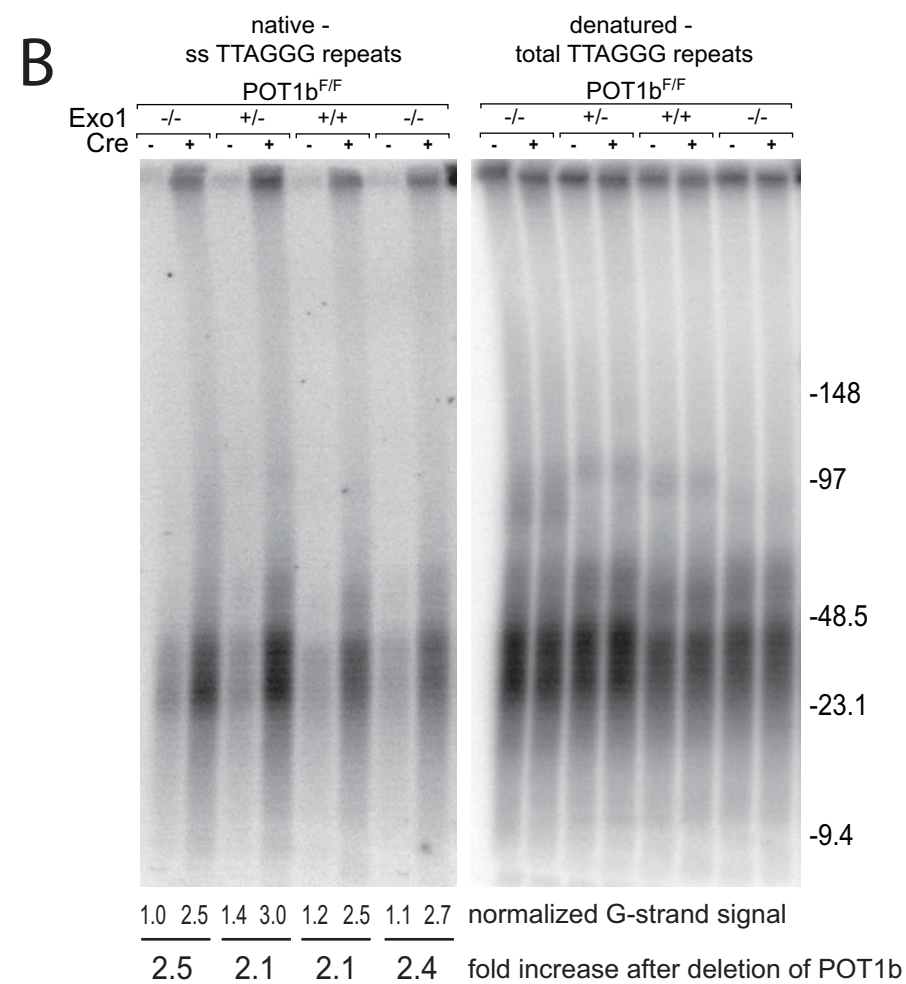 B
native -
ss TTAGGG repeats
denatured -
total TTAGGG repeats
POT1bF/F
POT1bF/F
Exo1 -/- +/- +/+ -/- -/- +/- +/+ -/-
Cre - + - + - + - + - + - + - + - +
-148
-97
-48.5
-23.1
-9.4
1.0 2.5 1.4 3.0 1.2 2.5 1.1 2.7 normalized G-strand signal
2.5 2.1 2.1 2.4 fold increase after deletion of POT1b